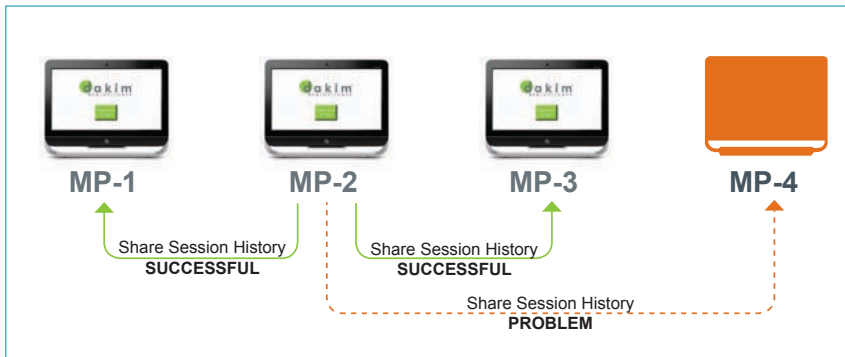 dakim
dakim
dakim
MP-1
MP-2
MP-3
MP-4
Share Session History
SUCCESSFUL
Share Session History
SUCCESSFUL
Share Session History
PROBLEM